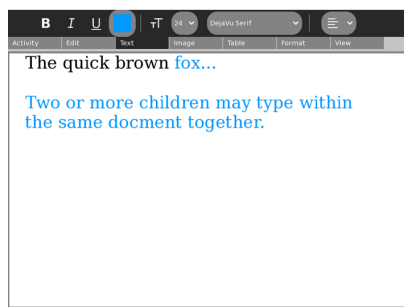 B I U TT 24 DejaVu Serif
Activity Edit Text Image Table Format View
The quick brown fox...
Two or more children may type within
the same docment together.